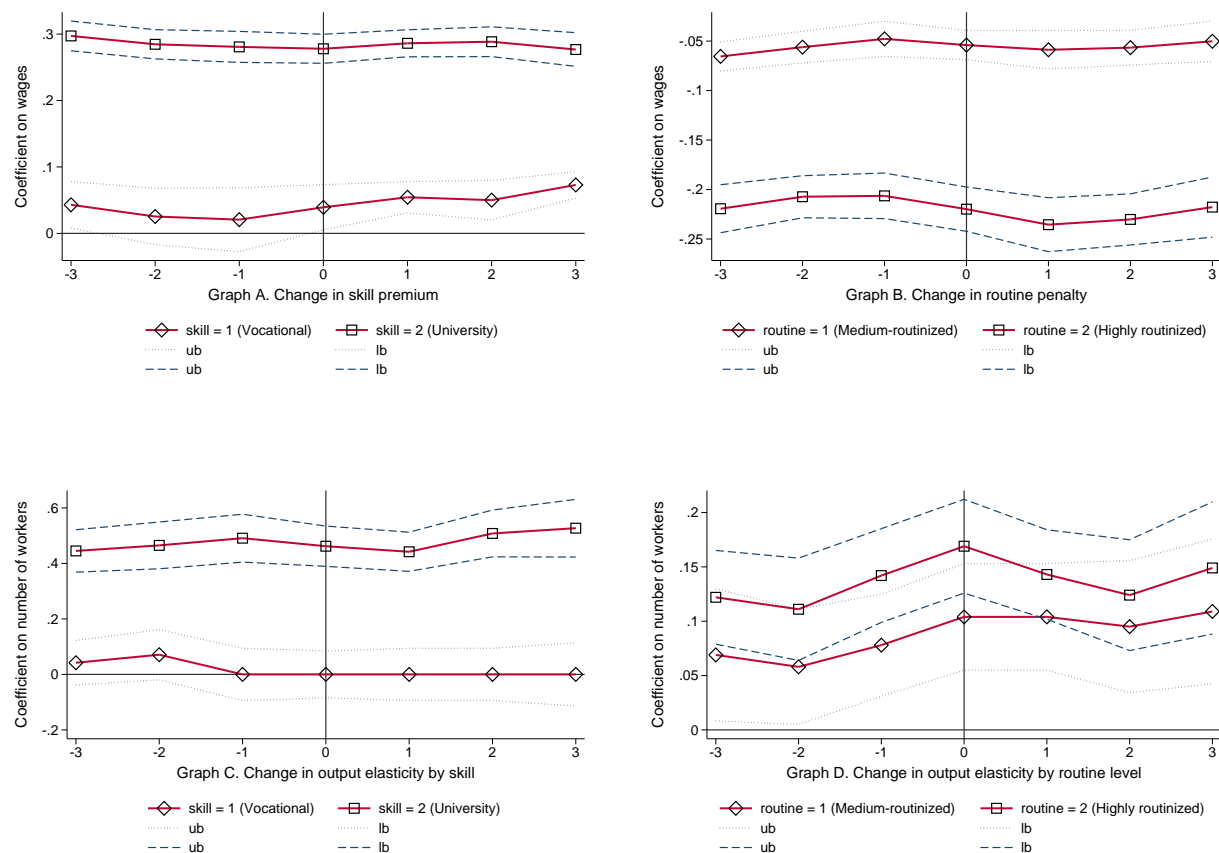 Coefficient on wages
.3
.2
.1
0
-3 -2 -1 0 1 2 3
Graph A. Change in skill premium
skill = 1 (Vocational) skill = 2 (University)
ub lb
ub lb
Coefficient on wages
-.05
-.1
-.15
-.2
-.25
-3 -2 -1 0 1 2 3
Graph B. Change in routine penalty
routine = 1 (Medium-routinized) routine = 2 (Highly routinized)
ub lb
ub lb
Coefficient on number of workers
.6
.4
.2
0
-.2
-3 -2 -1 0 1 2 3
Graph C. Change in output elasticity by skill
skill = 1 (Vocational) skill = 2 (University)
ub lb
ub lb
Coefficient on number of workers
.2
.15
.1
.05
0
-3 -2 -1 0 1 2 3
Graph D. Change in output elasticity by routine level
routine = 1 (Medium-routinized) routine = 2 (Highly routinized)
ub lb
ub lb